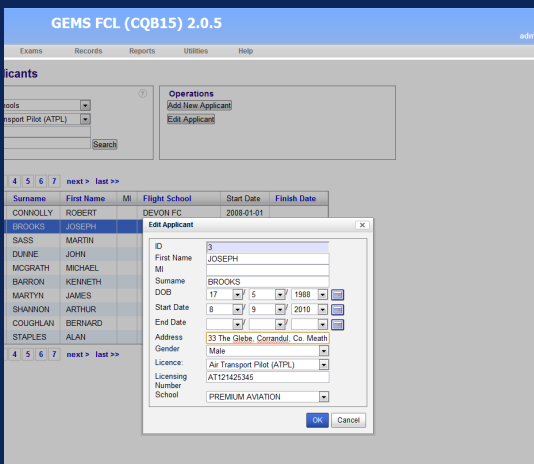 GEMS FCL (CQB15) 2.0.5
adm
Exams Records Reports Utilities Help
licants
Operations
Add New Applicant
Edit Applicant
nools
nsport Pilot (ATPL)
Search
4 5 6 7 next > last >>
Surname First Name MI Flight School Start Date Finish Date
CONNOLLY ROBERT DEVON FC 2008-01-01
BROOKS JOSEPH
SASS MARTIN
DUNNE JOHN
MCGRATH MICHAEL
BARRON KENNETH
MARTYN JAMES
SHANNON ARTHUR
COUGHLAN BERNARD
STAPLES ALAN
4 5 6 7 next > last >>
Edit Applicant
ID 3
First Name JOSEPH
MI
Surname BROOKS
DOB 17 / 5 / 1988
Start Date 8 / 9 / 2010
End Date / /
Address 33 The Glebe, Corrandul, Co. Meath
Gender Male
Licence: Air Transport Pilot (ATPL)
Licensing Number AT121425345
School PREMIUM AVIATION
OK Cancel